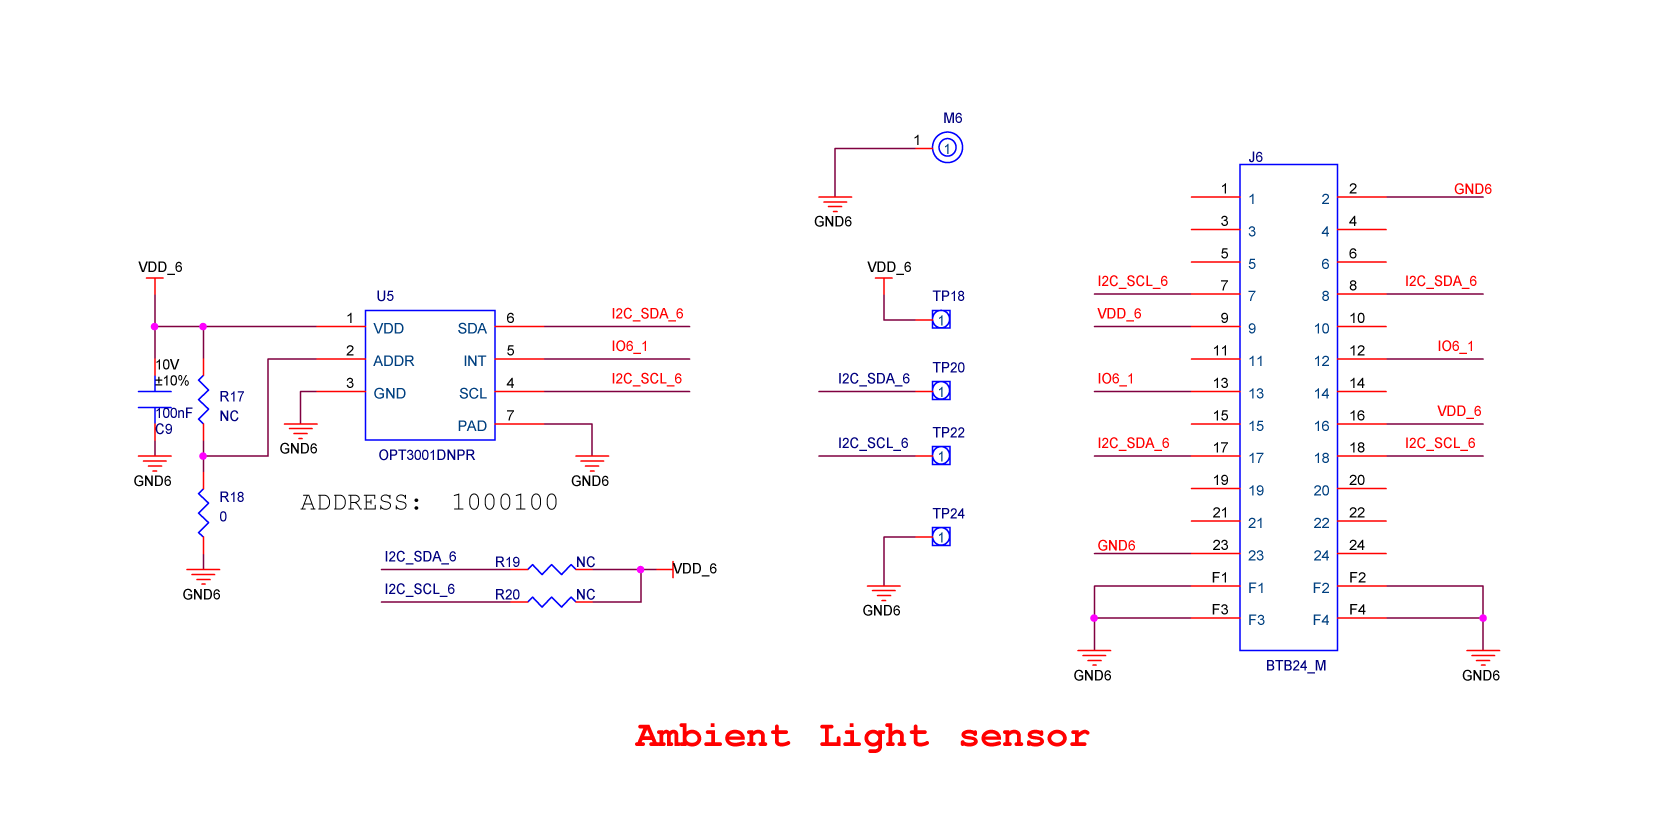 M6
1
1
GND6
VDD_6
U5
1
VDD
2
ADDR
3
GND
SDA
6
INT
5
SCL
4
PAD
7
I2C_SDA_6
IO6_1
I2C_SCL_6
OPT3001DNPR
10V
±10%
100nF
C9
GND6
R17
NC
R18
0
GND6
GND6
GND6
ADDRESS: 1000100
I2C_SDA_6
R19
NC
VDD_6
I2C_SCL_6
R20
NC
VDD_6
TP18
1
I2C_SDA_6
TP20
1
I2C_SCL_6
TP22
1
TP24
1
GND6
J6
1
1
2
2
GND6
3
3
4
4
5
5
6
6
I2C_SCL_6
7
7
8
8
I2C_SDA_6
VDD_6
9
9
10
10
11
11
12
12
IO6_1
IO6_1
13
13
14
14
15
15
16
16
VDD_6
I2C_SDA_6
17
17
18
18
I2C_SCL_6
19
19
20
20
21
21
22
22
GND6
23
23
24
24
F1
F1
F2
F2
F3
F3
F4
F4
GND6
BTB24_M
GND6
Ambient Light sensor